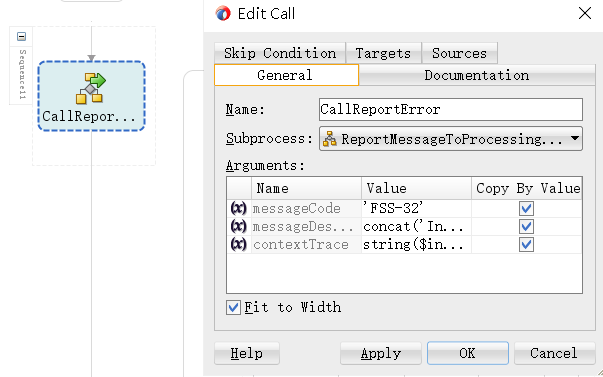 Edit Call
Sequence11
CallRepor...
Skip Condition
Targets
Sources
General
Documentation
Name:
CallReportError
Subprocess:
ReportMessageToProcessing...
Arguments:
Name
Value
Copy By Value
messageCode
'FSS-32'
messageDes...
concat('In...
contextTrace
string($in...
Fit to Width
Help
Apply
OK
Cancel